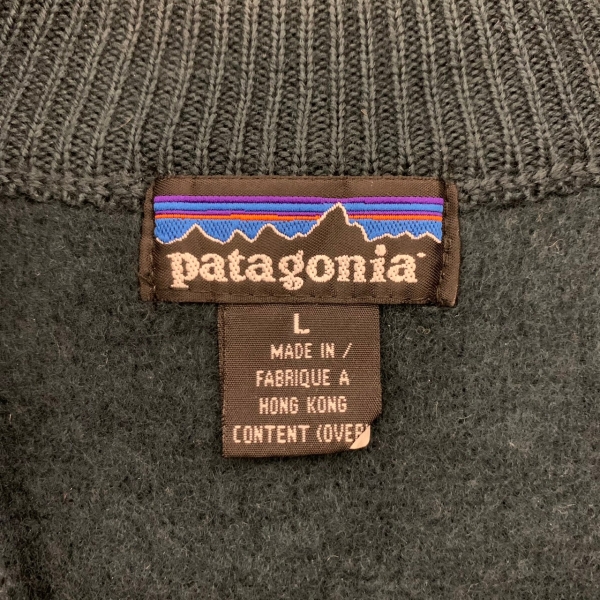 patagonia
L
MADE IN /
FABRIQUE A
HONG KONG
CONTENT (OVER